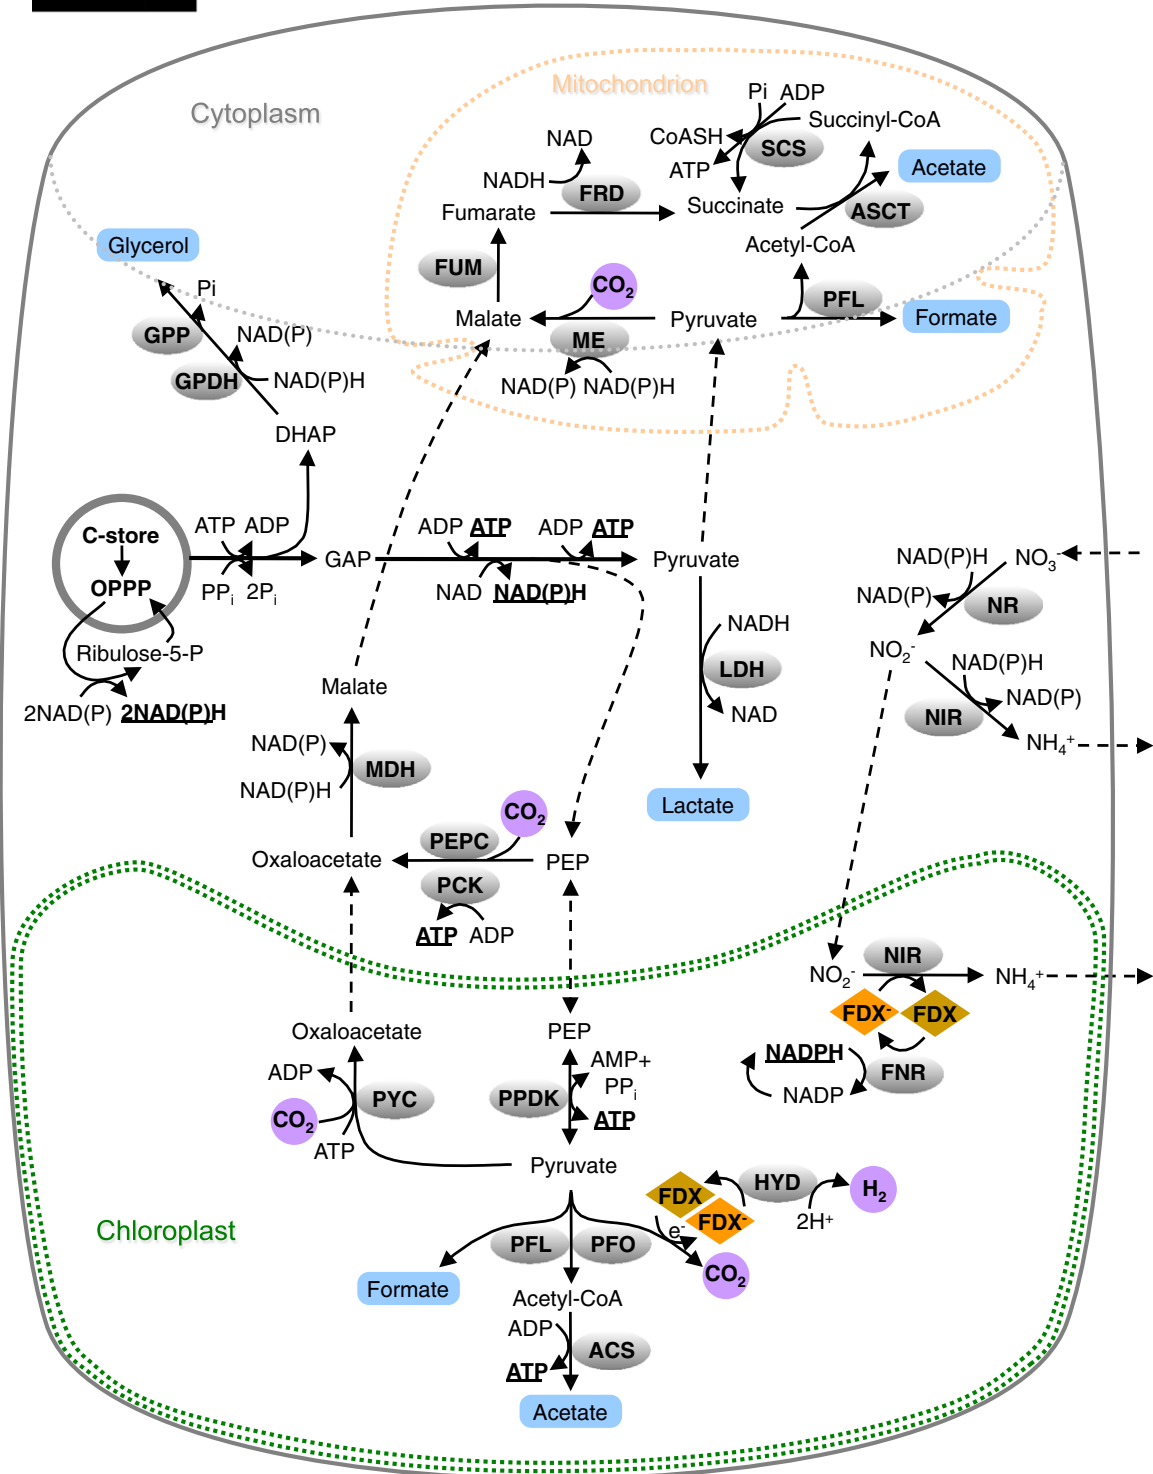 Mitochondrion
Cytoplasm
Pi ADP
Succinyl-CoA
CoASH
SCS
ATP
NAD
NADH
FRD
Acetate
Fumarate
Succinate
ASCT
Acetyl-CoA
Glycerol
FUM
CO2
PFL
Pi
Malate
Pyruvate
Formate
GPP
NAD(P)
ME
GPDH
NAD(P)H
NAD(P) NAD(P)H
DHAP
C-store
OPPP
ATP ADP
PPi 2Pi
GAP
ADP ATP
ADP ATP
NAD NAD(P)H
Pyruvate
NAD(P)H
NO3-
NAD(P)
NR
Ribulose-5-P
2NAD(P) 2NAD(P)H
NADH
LDH
NAD
NO2-
NAD(P)H
NAD(P)
NIR
NH4+
Malate
NAD(P)
MDH
NAD(P)H
Lactate
CO2
PEPC
Oxaloacetate
PEP
PCK
ATP ADP
NIR
NO2-
NH4+
FDX-
FDX
Oxaloacetate
PEP
NADPH
FNR
NADP
ADP
PYC
CO2
ATP
AMP+
PPi
PPDK
ATP
Pyruvate
FDX
HYD
H2
FDX-
2H+
e-
Chloroplast
PFL
PFO
CO2
Formate
Acetyl-CoA
ADP
ACS
ATP
Acetate